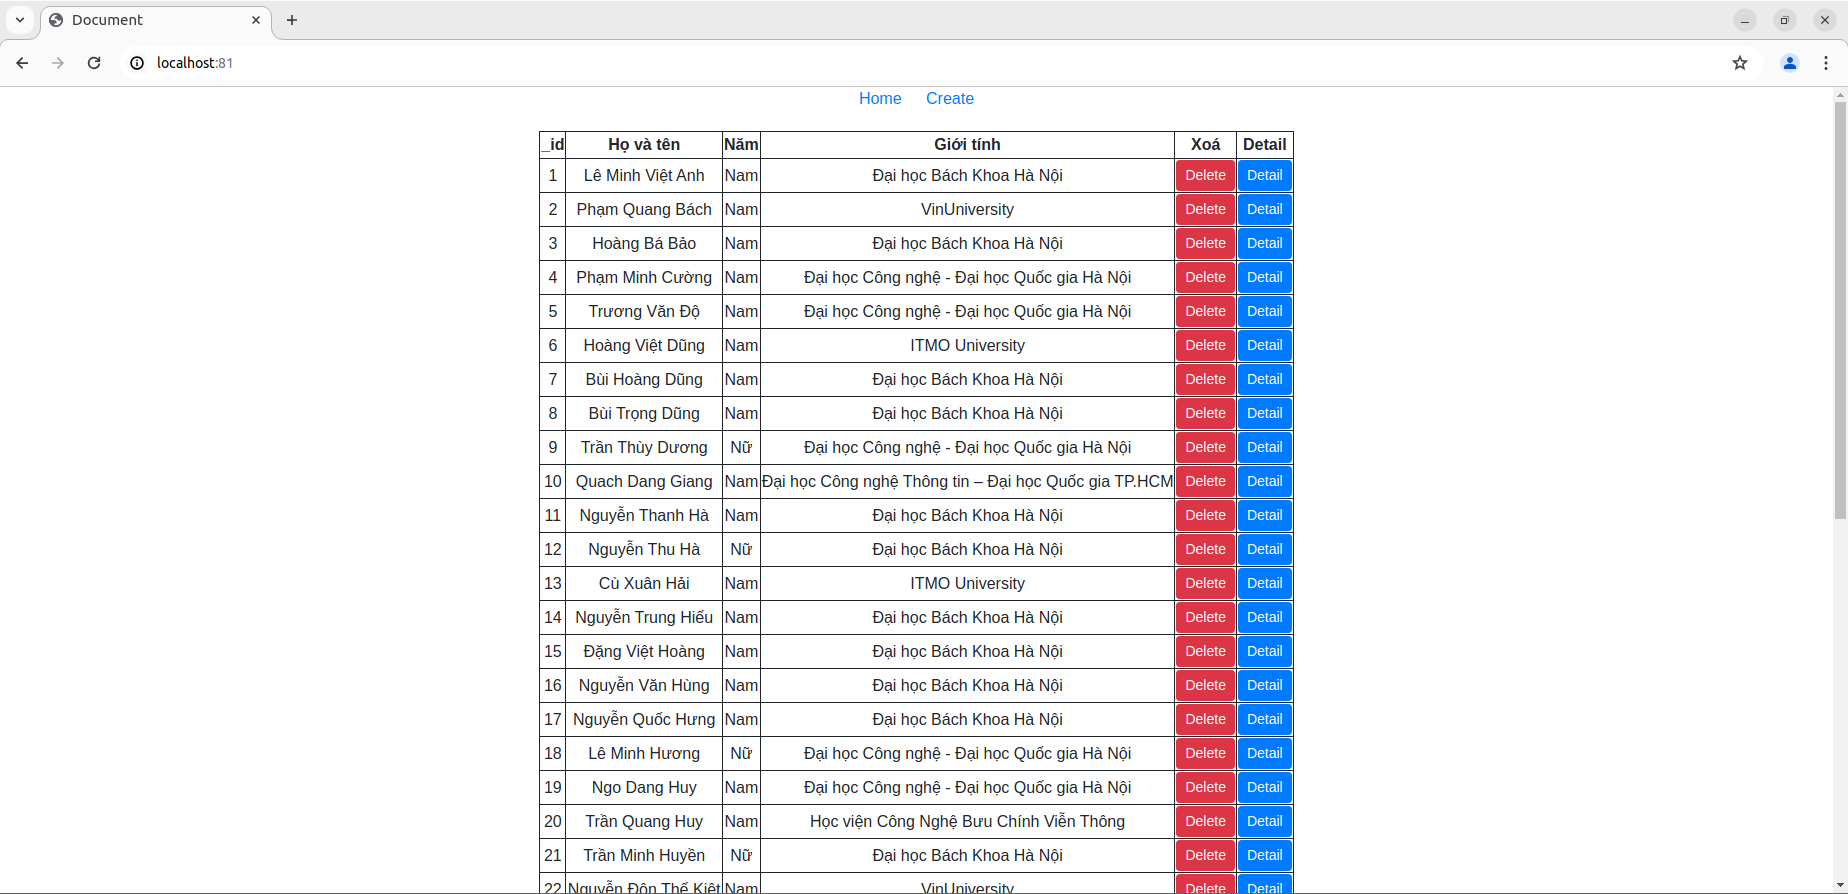 Document
localhost:81
Home Create
_id Họ và tên Năm Giới tính Xoá Detail
1 Lê Minh Việt Anh Nam Đại học Bách Khoa Hà Nội Delete Detail
2 Phạm Quang Bách Nam VinUniversity Delete Detail
3 Hoàng Bá Bảo Nam Đại học Bách Khoa Hà Nội Delete Detail
4 Phạm Minh Cường Nam Đại học Công nghệ - Đại học Quốc gia Hà Nội Delete Detail
5 Trương Văn Độ Nam Đại học Công nghệ - Đại học Quốc gia Hà Nội Delete Detail
6 Hoàng Việt Dũng Nam ITMO University Delete Detail
7 Bùi Hoàng Dũng Nam Đại học Bách Khoa Hà Nội Delete Detail
8 Bùi Trọng Dũng Nam Đại học Bách Khoa Hà Nội Delete Detail
9 Trần Thùy Dương Nữ Đại học Công nghệ - Đại học Quốc gia Hà Nội Delete Detail
10 Quach Dang Giang Nam Đại học Công nghệ Thông tin – Đại học Quốc gia TP.HCM Delete Detail
11 Nguyễn Thanh Hà Nam Đại học Bách Khoa Hà Nội Delete Detail
12 Nguyễn Thu Hà Nữ Đại học Bách Khoa Hà Nội Delete Detail
13 Cù Xuân Hải Nam ITMO University Delete Detail
14 Nguyễn Trung Hiếu Nam Đại học Bách Khoa Hà Nội Delete Detail
15 Đặng Việt Hoàng Nam Đại học Bách Khoa Hà Nội Delete Detail
16 Nguyễn Văn Hùng Nam Đại học Bách Khoa Hà Nội Delete Detail
17 Nguyễn Quốc Hưng Nam Đại học Bách Khoa Hà Nội Delete Detail
18 Lê Minh Hương Nữ Đại học Công nghệ - Đại học Quốc gia Hà Nội Delete Detail
19 Ngo Dang Huy Nam Đại học Công nghệ - Đại học Quốc gia Hà Nội Delete Detail
20 Trần Quang Huy Nam Học viện Công Nghệ Bưu Chính Viễn Thông Delete Detail
21 Trần Minh Huyền Nữ Đại học Bách Khoa Hà Nội Delete Detail
22 Nguyễn Đôn Thế Kiệt Nam VinUniversity Delete Detail